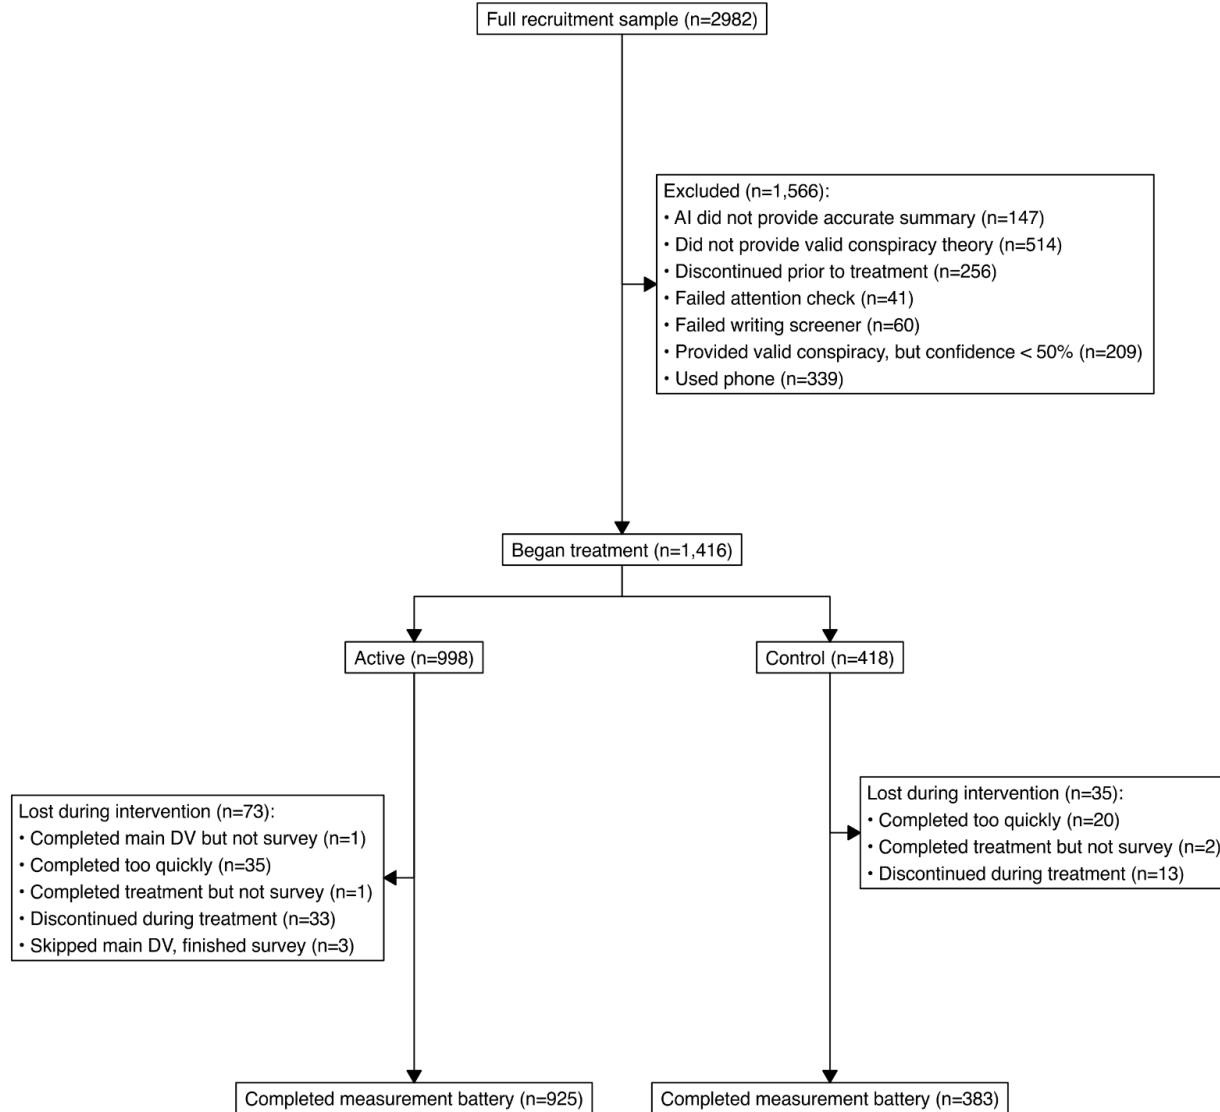 Full recruitment sample (n=2982)
Excluded (n=1,566):
• AI did not provide accurate summary (n=147)
• Did not provide valid conspiracy theory (n=514)
• Discontinued prior to treatment (n=256)
• Failed attention check (n=41)
• Failed writing screener (n=60)
• Provided valid conspiracy, but confidence < 50% (n=209)
• Used phone (n=339)
Began treatment (n=1,416)
Active (n=998)
Control (n=418)
Lost during intervention (n=73):
• Completed main DV but not survey (n=1)
• Completed too quickly (n=35)
• Completed treatment but not survey (n=1)
• Discontinued during treatment (n=33)
• Skipped main DV, finished survey (n=3)
Lost during intervention (n=35):
• Completed too quickly (n=20)
• Completed treatment but not survey (n=2)
• Discontinued during treatment (n=13)
Completed measurement battery (n=925)
Completed measurement battery (n=383)